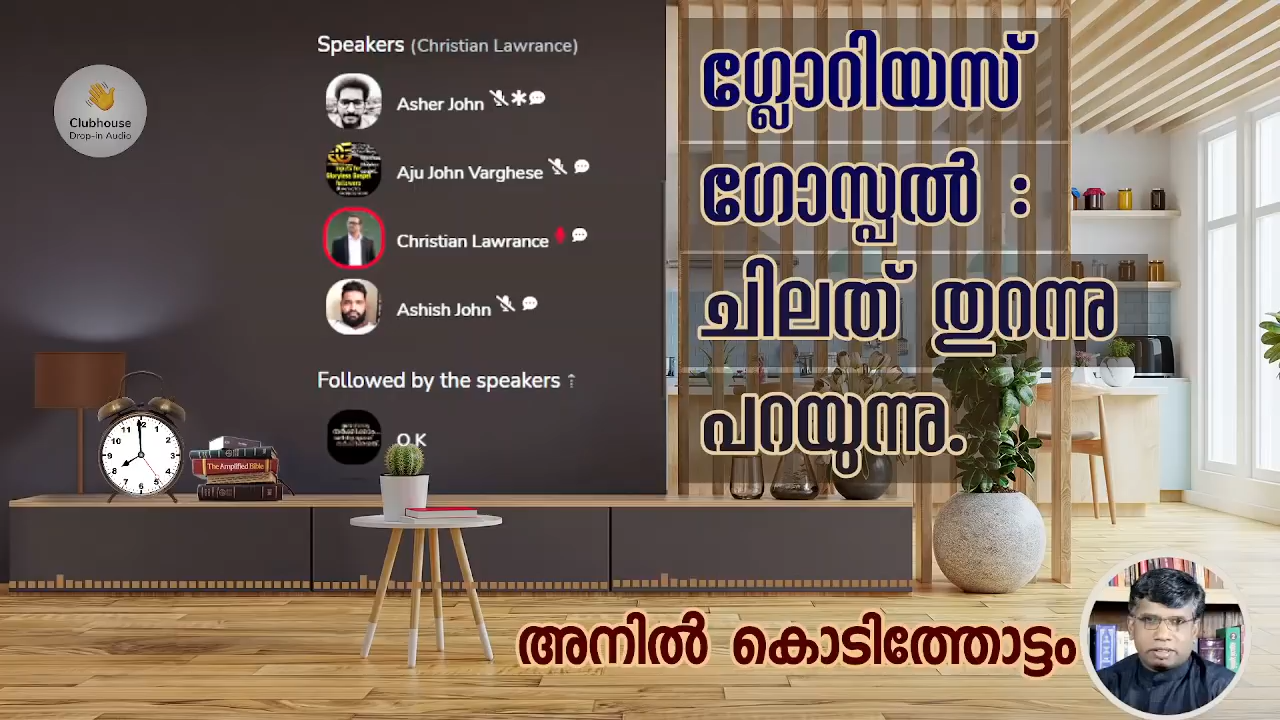 Clubhouse
Drop-in Audio
Speakers (Christian Lawrance)
Asher John
Aju John Varghese
Christian Lawrance
Ashish John
Followed by the speakers
O.K
ഗ്ലോറിയസ്
ഗോസ്പൽ :
ചിലത് തുറന്നു
പറയുന്നു.
The Amplified Bible
അനിൽ കൊടിത്തോട്ടം